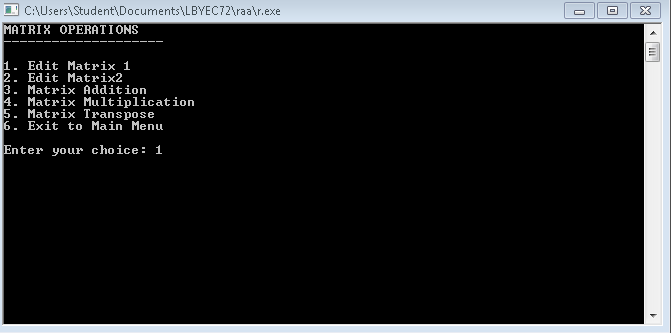 C:\Users\Student\Documents\LBYEC72\raa\r.exe
MATRIX OPERATIONS
--------------------
1. Edit Matrix 1
2. Edit Matrix2
3. Matrix Addition
4. Matrix Multiplication
5. Matrix Transpose
6. Exit to Main Menu
Enter your choice: 1